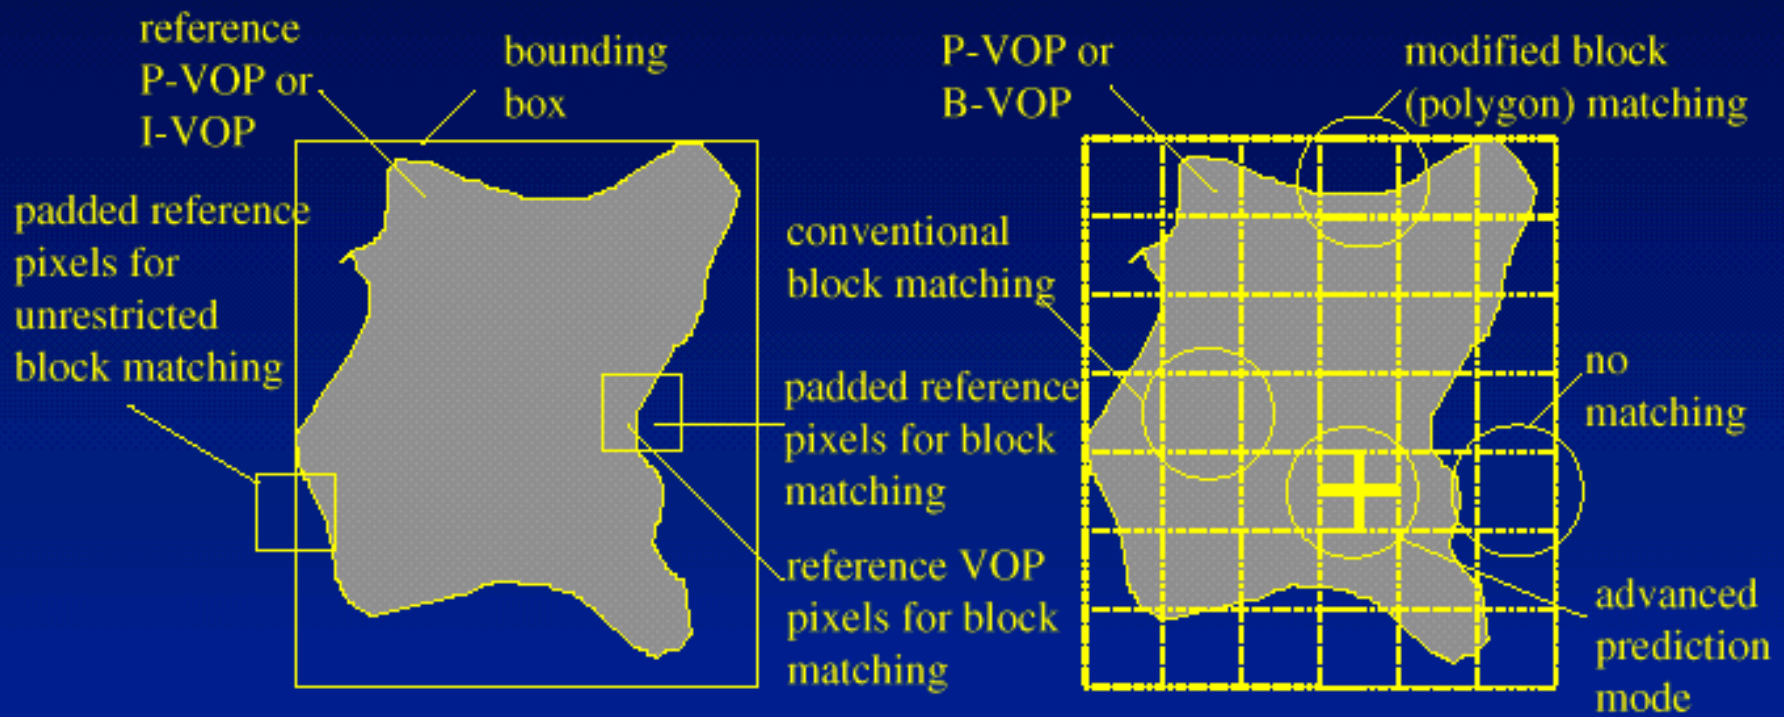 reference
P-VOP or
I-VOP
bounding
box
padded reference
pixels for
unrestricted
block matching
padded reference
pixels for block
matching
reference VOP
pixels for block
matching
P-VOP or
B-VOP
modified block
(polygon) matching
conventional
block matching
no
matching
advanced
prediction
mode